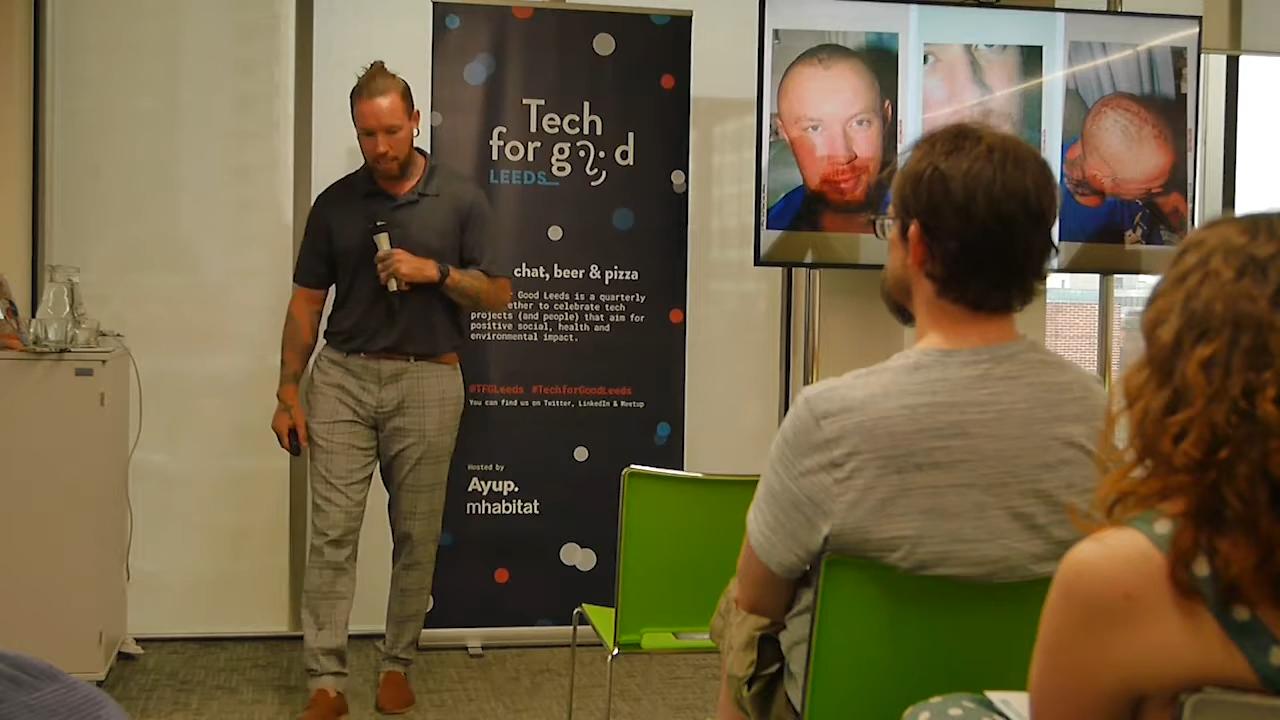 Tech
for good
LEEDS_
chat, beer & pizza
Good Leeds is a quarterly
to celebrate tech
projects (and people) that aim for
positive social, health and
environmental impact.
@TFGLeeds #TechforGoodLeeds
You can find us on Twitter, LinkedIn & Meetup
Hosted by
Ayup.
mhabitat